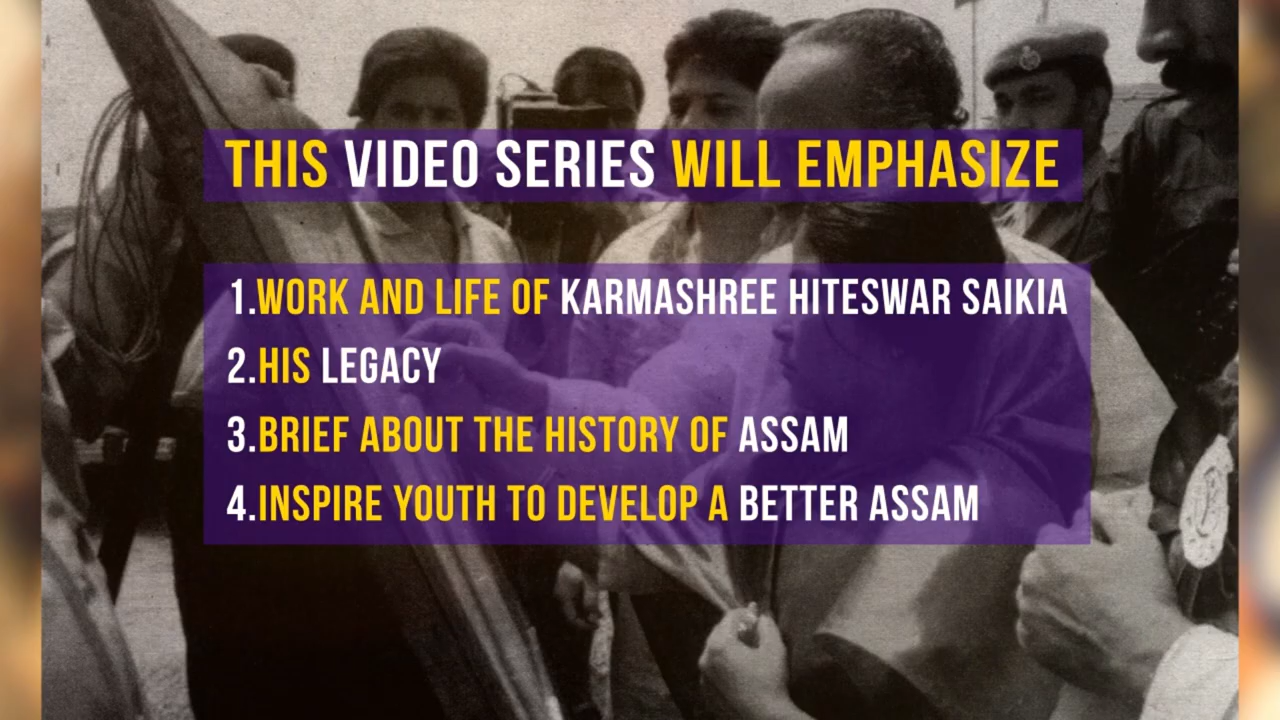 THIS VIDEO SERIES WILL EMPHASIZE
1.WORK AND LIFE OF KARMASHREE HITESWAR SAIKIA
2.HIS LEGACY
3.BRIEF ABOUT THE HISTORY OF ASSAM
4.INSPIRE YOUTH TO DEVELOP A BETTER ASSAM